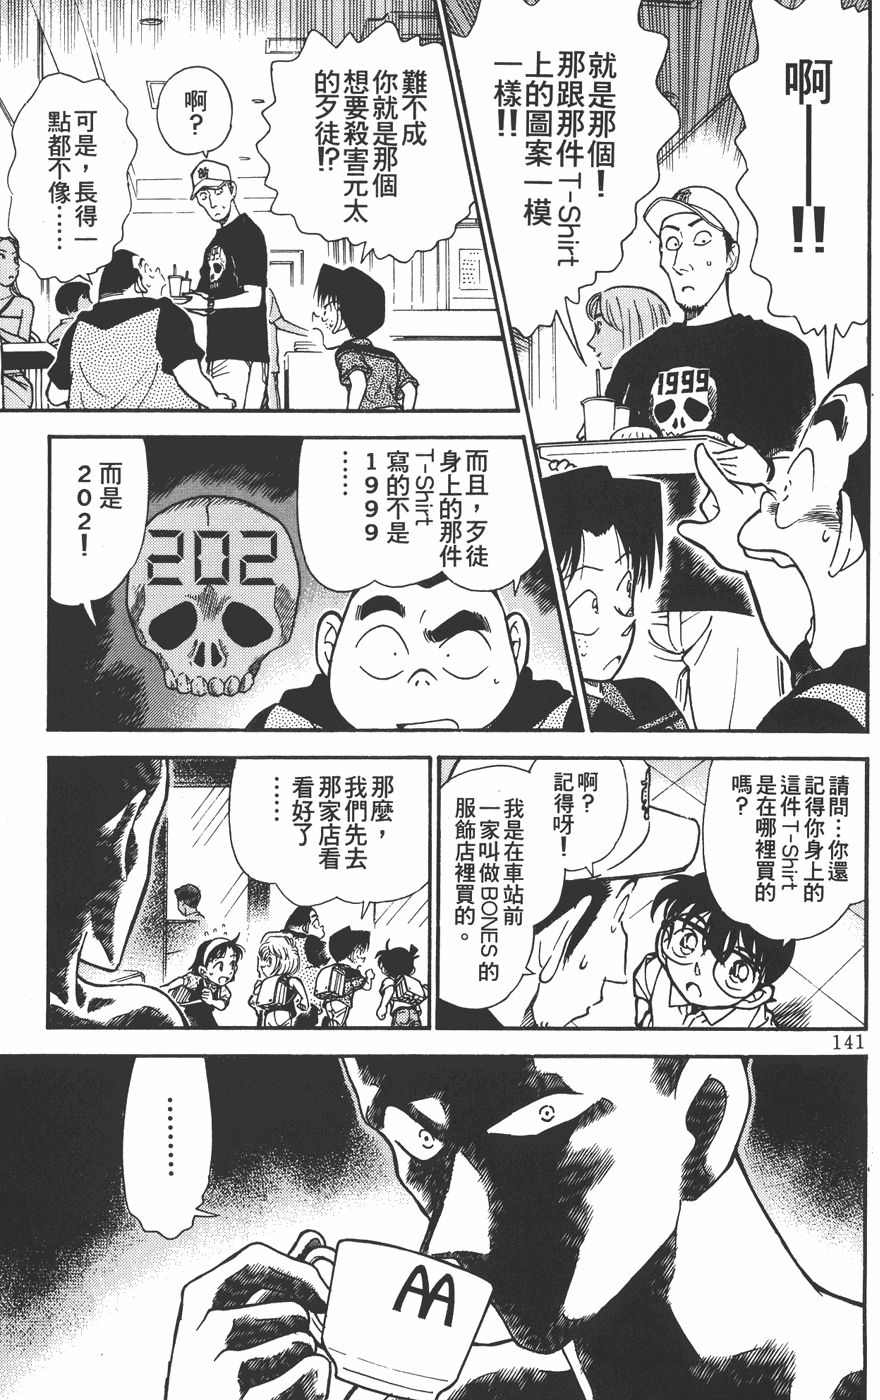 啊——!!
就是那個!
那跟那件T-Shirt
上的圖案一模
一樣!!
1999
難不成
你就是那個
想要殺害元太
的歹徒!?
啊?
可是,長得一
點都不像……
而且,歹徒
身上的那件
T-Shirt
寫的不是
1999
……
而是
202!
202
請問…你還
記得你身上的
這件T-Shirt
是在哪裡買的
嗎?
啊?
記得呀!
我是在車站前
一家叫做BONES的
服飾店裡買的。
那麼,
我們先去
那家店看
看好了
……
141
………